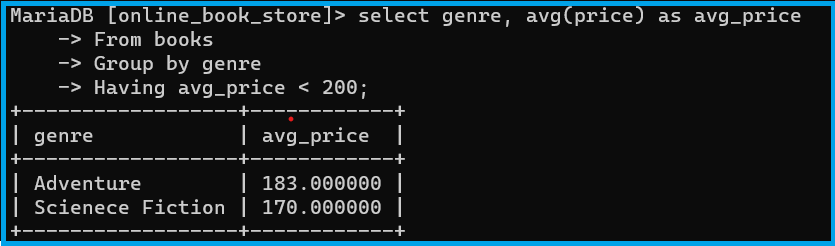 MariaDB [online_book_store]> select genre, avg(price) as avg_price
-> From books
-> Group by genre
-> Having avg_price < 200;
+------------------+------------+
| genre            | avg_price  |
+------------------+------------+
| Adventure        | 183.000000 |
| Scienece Fiction | 170.000000 |
+------------------+------------+